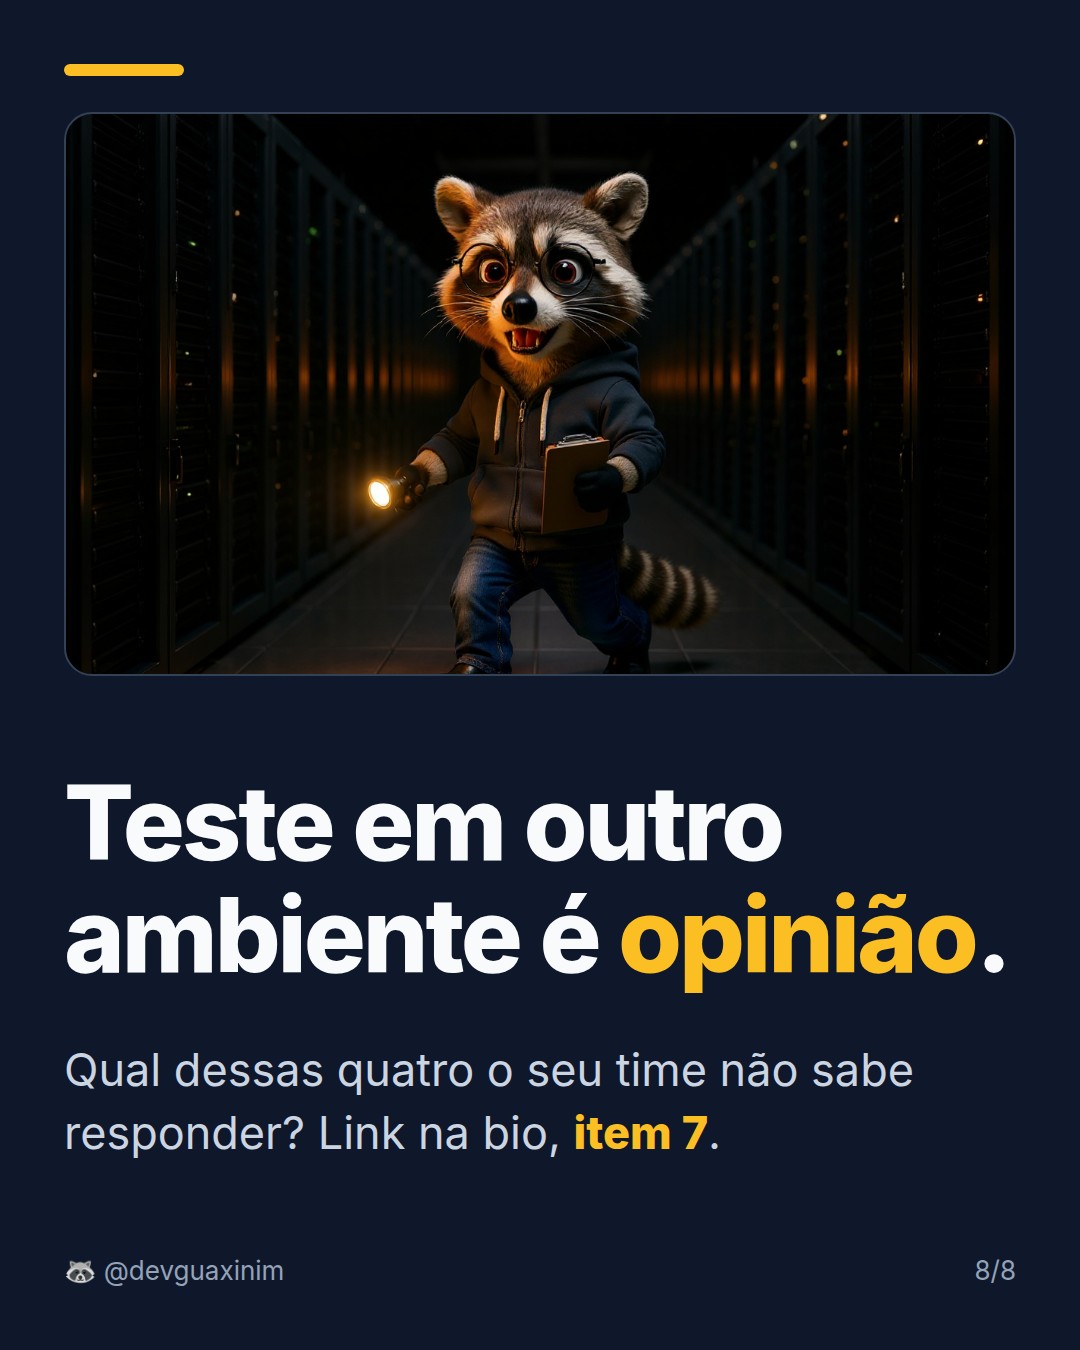 Teste em outro
ambiente é opinião.
Qual dessas quatro o seu time não sabe
responder? Link na bio, item 7.
🦝 @devguaxinim
8/8